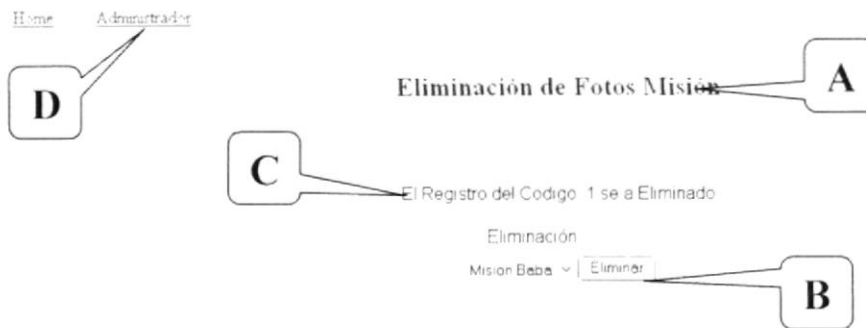 Home Administrador
D
Eliminación de Fotos Misión
A
C
El Registro del Codigo 1 se a Eliminado
Eliminación
Mision Baba Eliminar
B